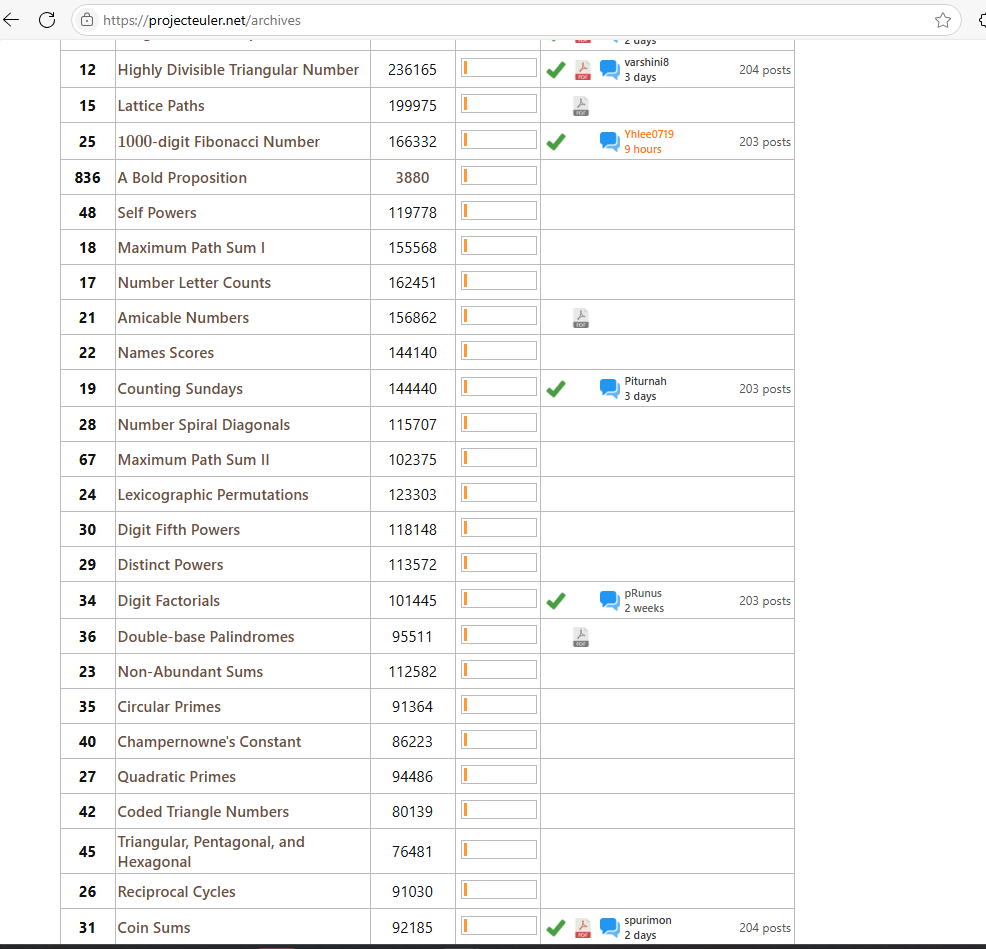 https://projecteuler.net/archives
2 days
12 Highly Divisible Triangular Number 236165 varshini8 204 posts
3 days
15 Lattice Paths 199975 PDF
25 1000-digit Fibonacci Number 166332 Yhlee0719 203 posts
9 hours
836 A Bold Proposition 3880
48 Self Powers 119778
18 Maximum Path Sum I 155568
17 Number Letter Counts 162451
21 Amicable Numbers 156862 PDF
22 Names Scores 144140
19 Counting Sundays 144440 Piturnah 203 posts
3 days
28 Number Spiral Diagonals 115707
67 Maximum Path Sum II 102375
24 Lexicographic Permutations 123303
30 Digit Fifth Powers 118148
29 Distinct Powers 113572
34 Digit Factorials 101445 pRunus 203 posts
2 weeks
36 Double-base Palindromes 95511 PDF
23 Non-Abundant Sums 112582
35 Circular Primes 91364
40 Champernowne's Constant 86223
27 Quadratic Primes 94486
42 Coded Triangle Numbers 80139
45 Triangular, Pentagonal, and 76481
Hexagonal
26 Reciprocal Cycles 91030
31 Coin Sums 92185 PDF spurimon 204 posts
2 days